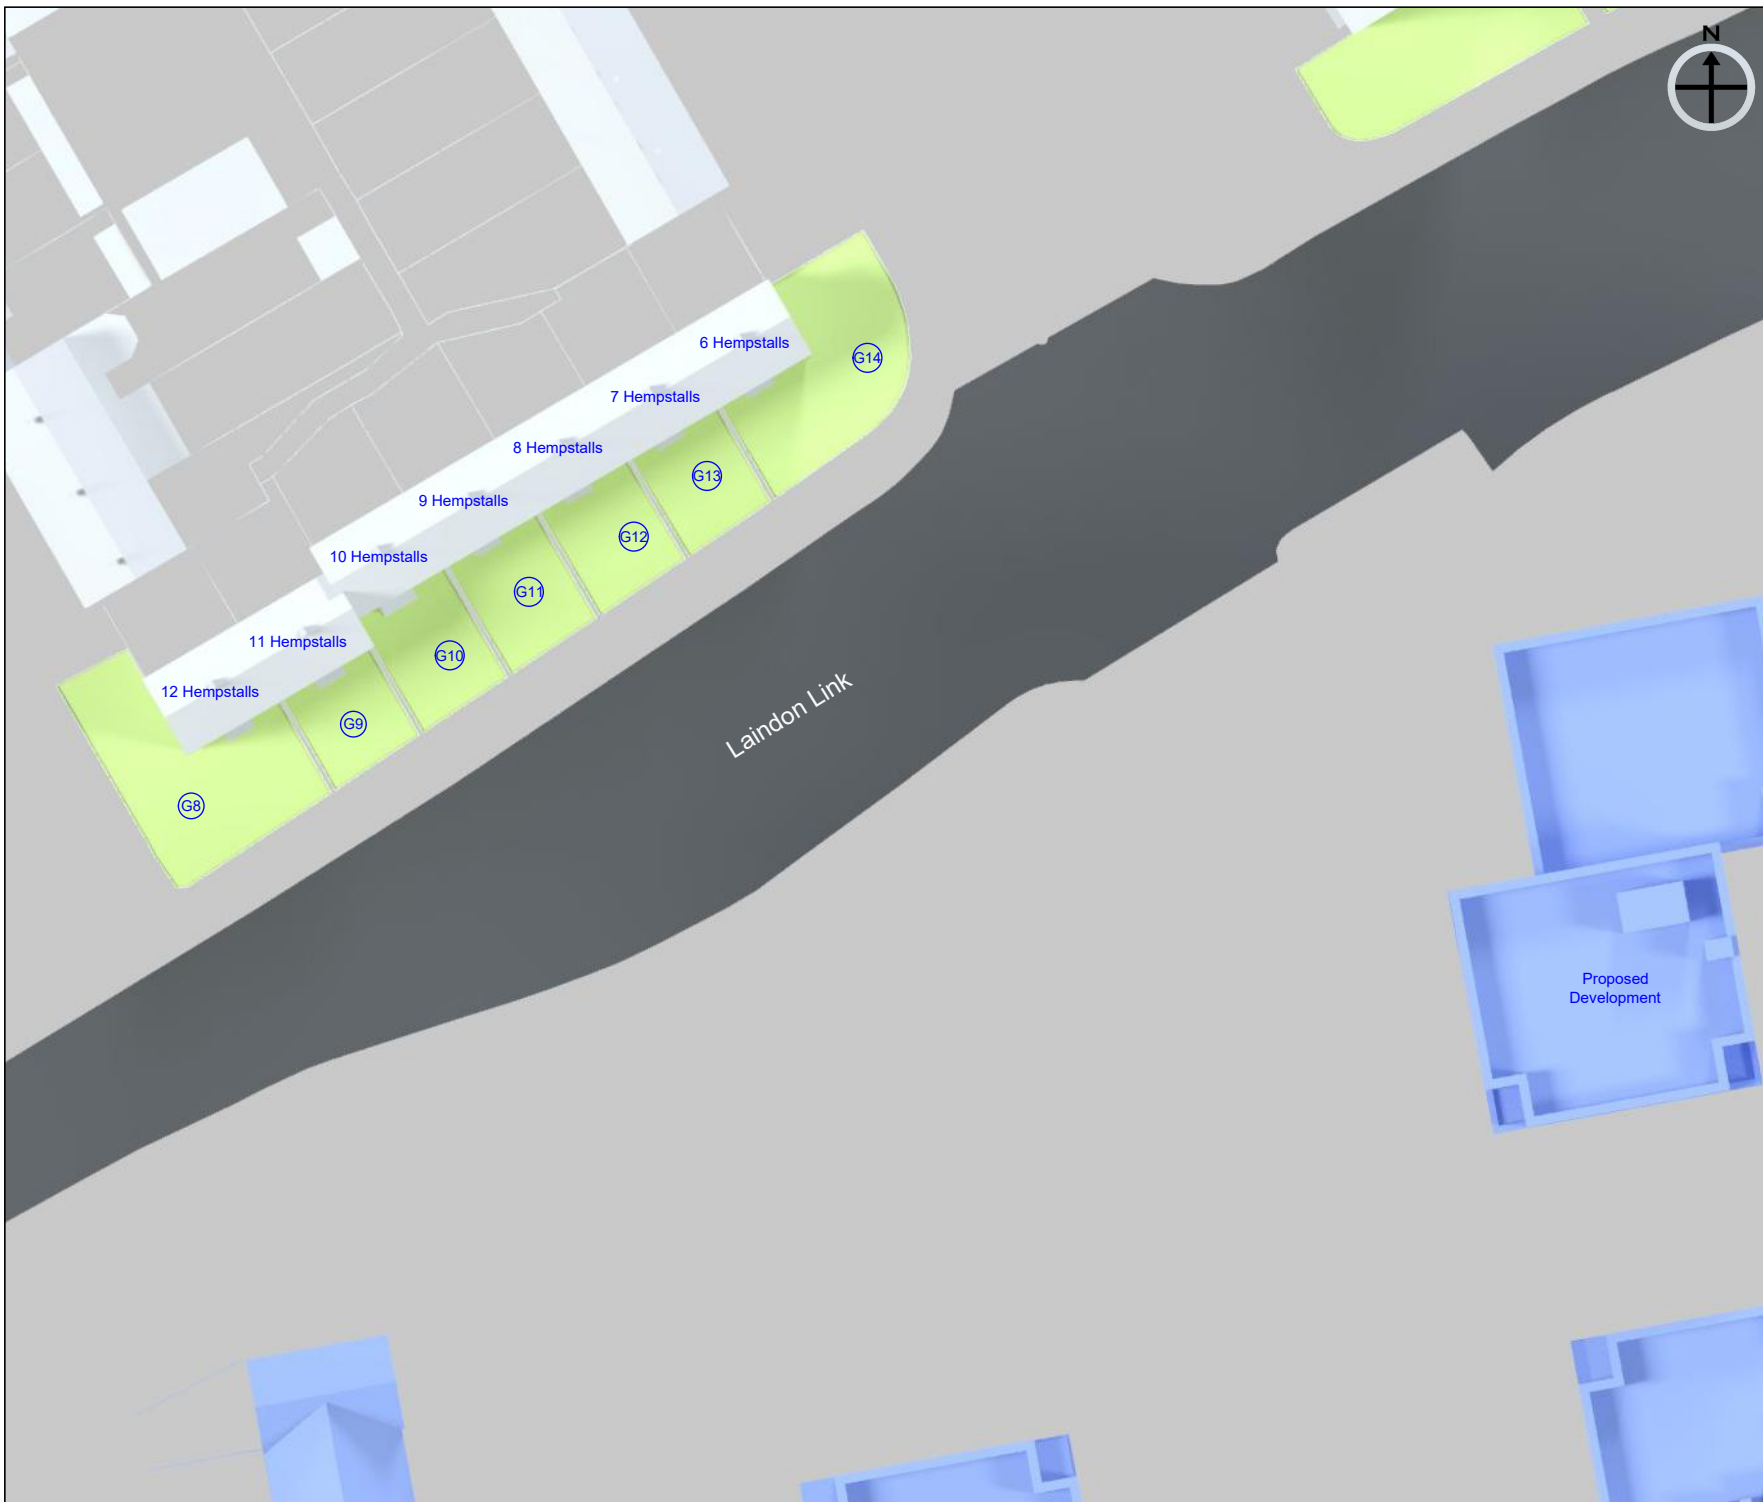 N
6 Hempstalls
G14
7 Hempstalls
8 Hempstalls
G13
9 Hempstalls
G12
10 Hempstalls
G11
11 Hempstalls
G10
12 Hempstalls
G9
Laindon Link
G8
Proposed
Development